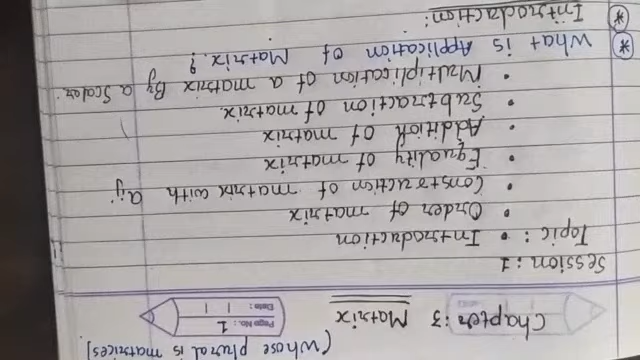 (Whose plural is matrices)
Page No.: 1
Date:
Chapter: 3 Matrix
Session: 1
Topic: • Introduction
• Order of matrix
• Construction of matrix with aij
• Equality of matrix
• Addition of matrix
• Subtraction of matrix.
• Multiplication of a matrix By a Scalar.
* What is Application of Matrix?
* Introduction: